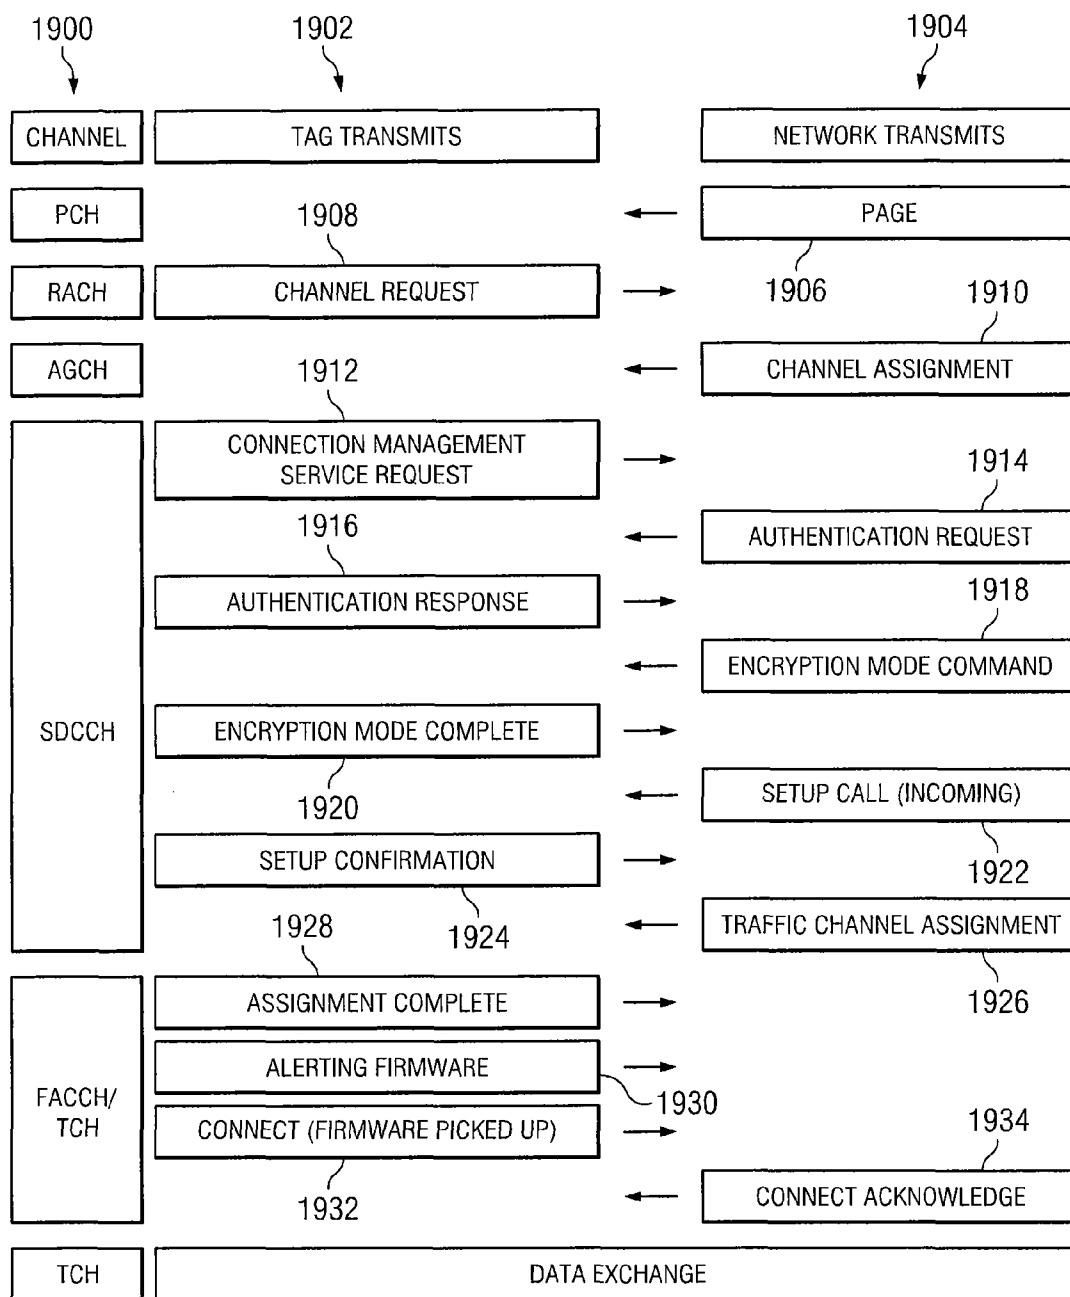 1900
1902
1904
CHANNEL
TAG TRANSMITS
NETWORK TRANSMITS
PCH
1908
PAGE
RACH
CHANNEL REQUEST
1906
1910
AGCH
1912
CHANNEL ASSIGNMENT
CONNECTION MANAGEMENT
SERVICE REQUEST
1914
1916
AUTHENTICATION REQUEST
AUTHENTICATION RESPONSE
1918
ENCRYPTION MODE COMMAND
SDCCH
ENCRYPTION MODE COMPLETE
1920
SETUP CALL (INCOMING)
SETUP CONFIRMATION
1922
1928
1924
TRAFFIC CHANNEL ASSIGNMENT
ASSIGNMENT COMPLETE
1926
ALERTING FIRMWARE
FACCH/
TCH
1930
CONNECT (FIRMWARE PICKED UP)
1934
1932
CONNECT ACKNOWLEDGE
TCH
DATA EXCHANGE